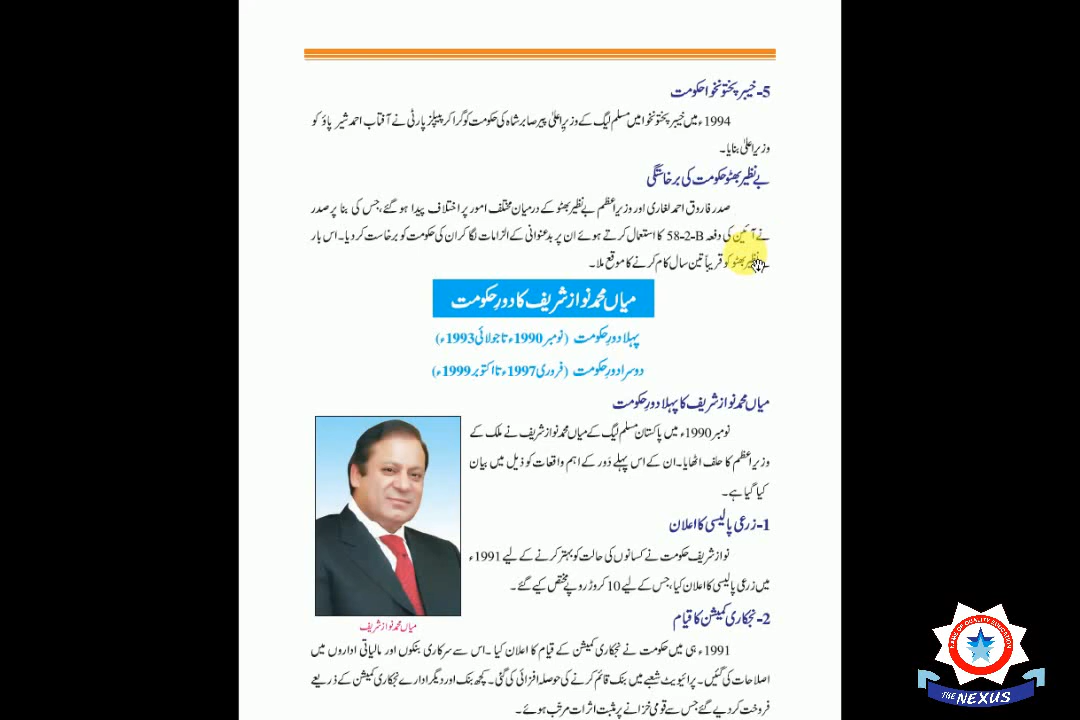 5- خیبر پختونخوا حکومت
1994ء میں خیبر پختونخوا میں مسلم لیگ کے وزیرِاعلیٰ پیر صابر شاہ کی حکومت کو گرا کر پیپلز پارٹی نے آفتاب احمد شیر پاؤ کو
وزیرِاعلیٰ بنایا۔
بے نظیر بھٹو حکومت کی برخاستگی
صدر فاروق احمد لغاری اور وزیرِاعظم بے نظیر بھٹو کے درمیان مختلف امور پر اختلاف پیدا ہو گئے، جس کی بنا پر صدر
نے آئین کی دفعہ 58-2-B کا استعمال کرتے ہوئے ان پر بدعنوانی کے الزامات لگا کر ان کی حکومت کو برخاست کر دیا۔ اس بار
بے نظیر بھٹو کو قریباً تین سال کام کرنے کا موقع ملا۔
میاں محمد نواز شریف کا دورِ حکومت
پہلا دورِ حکومت (نومبر 1990ء تا جولائی 1993ء)
دوسرا دورِ حکومت (فروری 1997ء تا اکتوبر 1999ء)
میاں محمد نواز شریف کا پہلا دورِ حکومت
نومبر 1990ء میں پاکستان مسلم لیگ کے میاں محمد نواز شریف نے ملک کے
وزیرِاعظم کا حلف اٹھایا۔ ان کے اس پہلے دَور کے اہم واقعات کو ذیل میں بیان
کیا گیا ہے۔
1- زرعی پالیسی کا اعلان
نواز شریف حکومت نے کسانوں کی حالت کو بہتر کرنے کے لیے 1991ء
میں زرعی پالیسی کا اعلان کیا، جس کے لیے 10 کروڑ روپے مختص کیے گئے۔
میاں محمد نواز شریف
2- نجکاری کمیشن کا قیام
1991ء ہی میں حکومت نے نجکاری کمیشن کے قیام کا اعلان کیا۔ اس سے سرکاری بنکوں اور مالیاتی اداروں میں
اصلاحات کی گئیں۔ پرائیویٹ شعبے میں بنک قائم کرنے کی حوصلہ افزائی کی گئی۔ کچھ بنک اور دیگر ادارے نجکاری کمیشن کے ذریعے
فروخت کر دیے گئے جس سے قومی خزانے پر مثبت اثرات مرتّب ہوئے۔
THE NEXUS